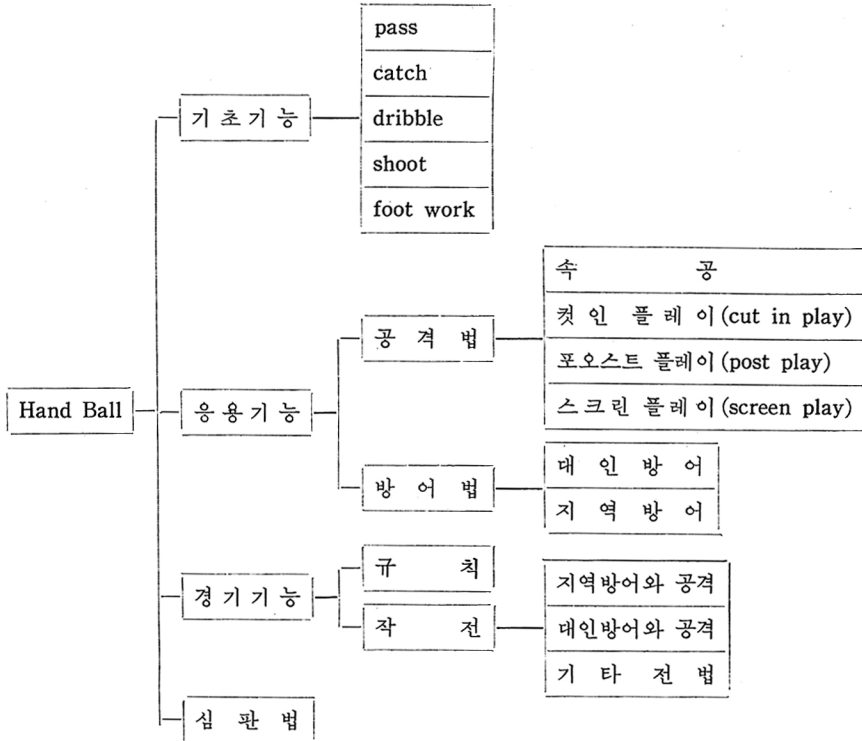 pass
catch
기초기능
dribble
shoot
foot work
속 공
컷인 플레이(cut in play)
공격법
포오스트 플레이(post play)
스크린 플레이(screen play)
Hand Ball
응용기능
대인방어
방어법
지역방어
규칙
지역방어와 공격
경기기능
작전
대인방어와 공격
기타전법
심판법